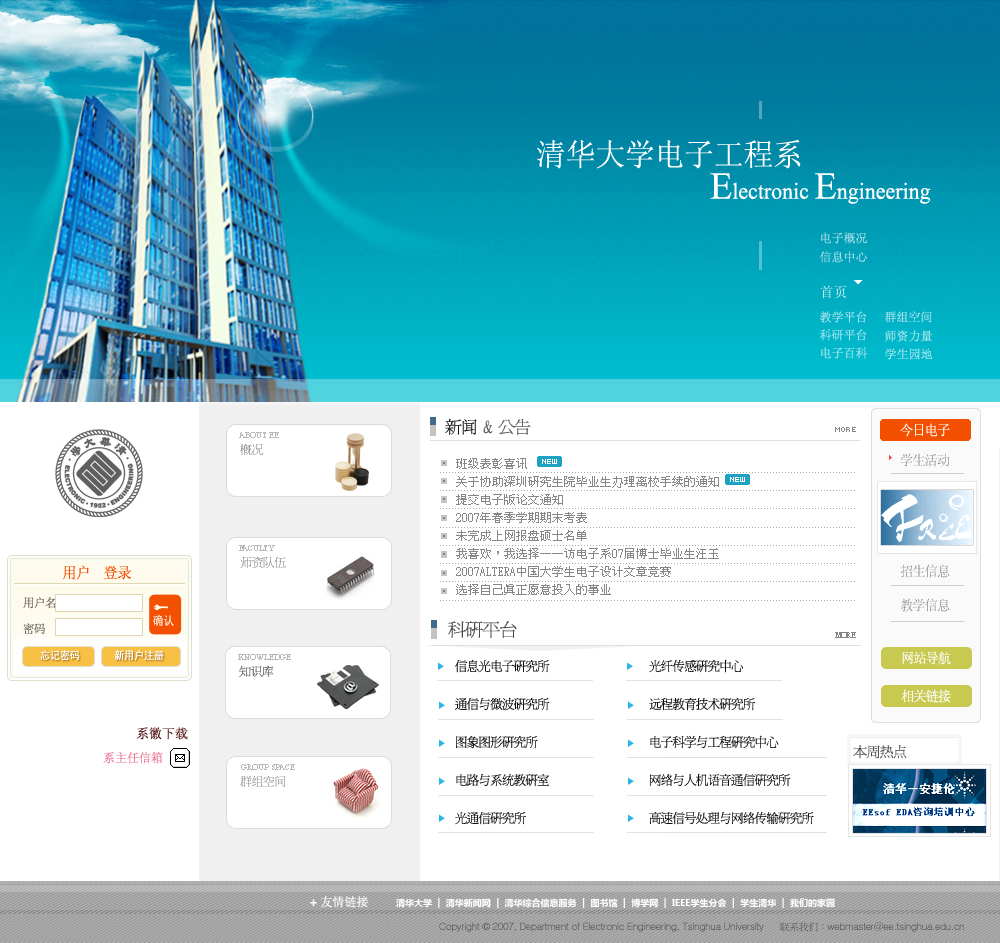 清华大学电子工程系
Electronic Engineering
电子概况
信息中心
首页
教学平台 群组空间
科研平台 师资力量
电子百科 学生园地
清华大学
ELECTRONIC ENGINEERING
1952
用户 登录
用户名
密码
确认
忘记密码 新用户注册
系徽下载
系主任信箱
ABOUT EE
概况
FACULTY
师资队伍
KNOWLEDGE
知识库
GROUP SPACE
群组空间
新闻 & 公告 MORE
班级表彰喜讯 NEW
关于协助深圳研究生院毕业生办理离校手续的通知 NEW
提交电子版论文通知
2007年春季学期期末考表
未完成上网报盘硕士名单
我喜欢，我选择——访电子系07届博士毕业生汪玉
2007ALTERA中国大学生电子设计文章竞赛
选择自己真正愿意投入的事业
科研平台 MORE
信息光电子研究所 光纤传感研究中心
通信与微波研究所 远程教育技术研究所
图象图形研究所 电子科学与工程研究中心
电路与系统教研室 网络与人机语音通信研究所
光通信研究所 高速信号处理与网络传输研究所
今日电子
学生活动
FREE
招生信息
教学信息
网站导航
相关链接
本周热点
清华—安捷伦
EEsof EDA咨询培训中心
+ 友情链接 清华大学 | 清华新闻网 | 清华综合信息服务 | 图书馆 | 博学网 | IEEE学生分会 | 学生清华 | 我们的家园
Copyright © 2007, Department of Electronic Engineering, Tsinghua University 联系我们：webmaster@ee.tsinghua.edu.cn